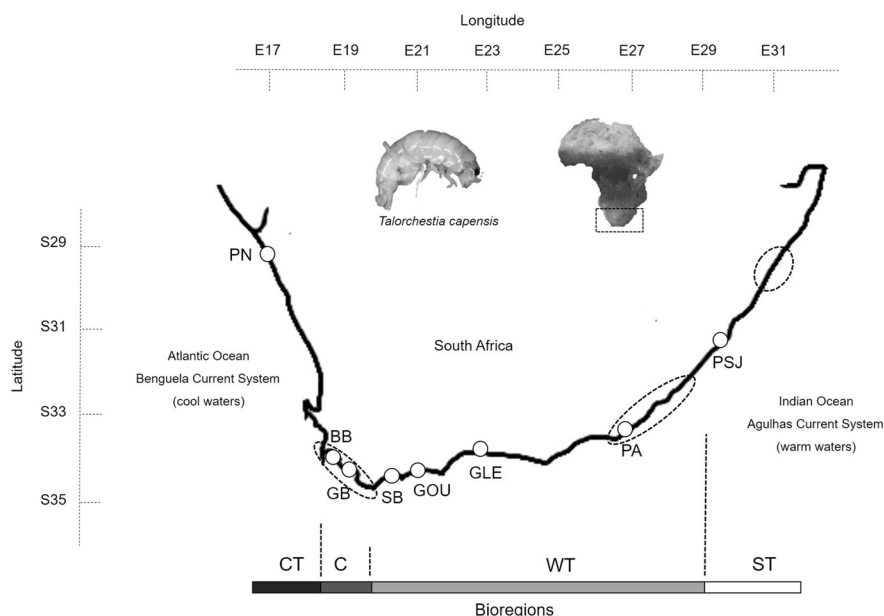 Longitude
E17 E19 E21 E23 E25 E27 E29 E31
Talorchestia capensis
S29
PN
S31
PSJ
South Africa
Atlantic Ocean
Benguela Current System
(cool waters)
Latitude
Indian Ocean
Agulhas Current System
(warm waters)
S33
BB
PA
GLE
GB
SB
GOU
S35
CT C WT ST
Bioregions